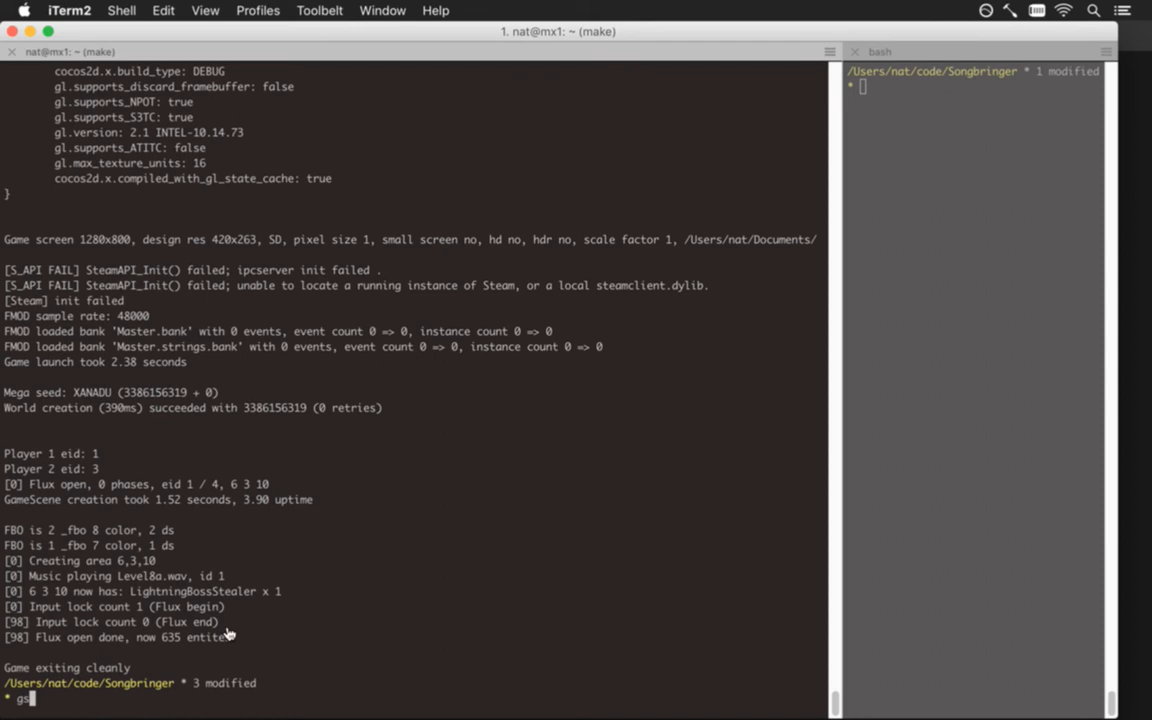 iTerm2 Shell Edit View Profiles Toolbelt Window Help
1. nat@mx1: ~ (make)
nat@mx1: ~ (make)
bash
cocos2d.x.build_type: DEBUG
gl.supports_discard_framebuffer: false
gl.supports_NPOT: true
gl.supports_S3TC: true
gl.version: 2.1 INTEL-10.14.73
gl.supports_ATITC: false
gl.max_texture_units: 16
cocos2d.x.compiled_with_gl_state_cache: true
}
Game screen 1280x800, design res 420x263, SD, pixel size 1, small screen no, hd no, hdr no, scale factor 1, /Users/nat/Documents/
[S_API FAIL] SteamAPI_Init() failed; ipcserver init failed .
[S_API FAIL] SteamAPI_Init() failed; unable to locate a running instance of Steam, or a local steamclient.dylib.
[Steam] init failed
FMOD sample rate: 48000
FMOD loaded bank 'Master.bank' with 0 events, event count 0 => 0, instance count 0 => 0
FMOD loaded bank 'Master.strings.bank' with 0 events, event count 0 => 0, instance count 0 => 0
Game launch took 2.38 seconds
Mega seed: XANADU (3386156319 + 0)
World creation (390ms) succeeded with 3386156319 (0 retries)
Player 1 eid: 1
Player 2 eid: 3
[0] Flux open, 0 phases, eid 1 / 4, 6 3 10
GameScene creation took 1.52 seconds, 3.90 uptime
FBO is 2 _fbo 8 color, 2 ds
FBO is 1 _fbo 7 color, 1 ds
[0] Creating area 6,3,10
[0] Music playing Level8a.wav, id 1
[0] 6 3 10 now has: LightningBossStealer x 1
[0] Input lock count 1 (Flux begin)
[98] Input lock count 0 (Flux end)
[98] Flux open done, now 635 entite
Game exiting cleanly
/Users/nat/code/Songbringer * 3 modified
* gs
/Users/nat/code/Songbringer * 1 modified
*